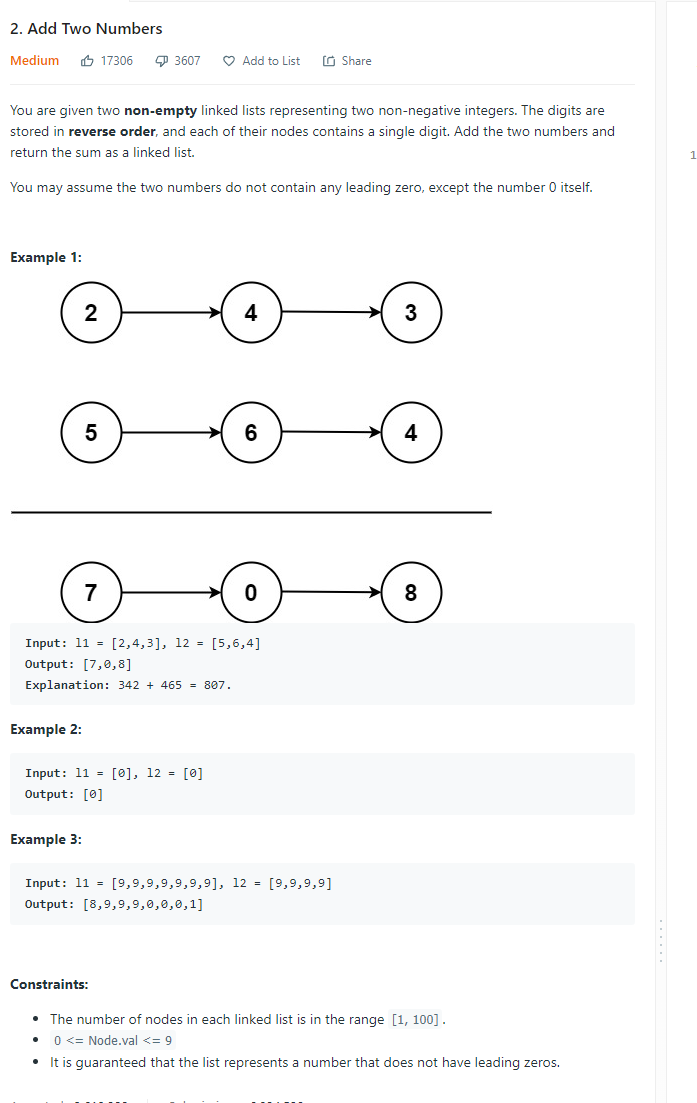 2. Add Two Numbers
Medium 17306 3607 Add to List Share
You are given two non-empty linked lists representing two non-negative integers. The digits are
stored in reverse order, and each of their nodes contains a single digit. Add the two numbers and
return the sum as a linked list.
1
You may assume the two numbers do not contain any leading zero, except the number 0 itself.
Example 1:
2 4 3
5 6 4
7 0 8
Input: l1 = [2,4,3], l2 = [5,6,4]
Output: [7,0,8]
Explanation: 342 + 465 = 807.
Example 2:
Input: l1 = [0], l2 = [0]
Output: [0]
Example 3:
Input: l1 = [9,9,9,9,9,9,9], l2 = [9,9,9,9]
Output: [8,9,9,9,0,0,0,1]
Constraints:
• The number of nodes in each linked list is in the range [1, 100].
• 0 <= Node.val <= 9
• It is guaranteed that the list represents a number that does not have leading zeros.